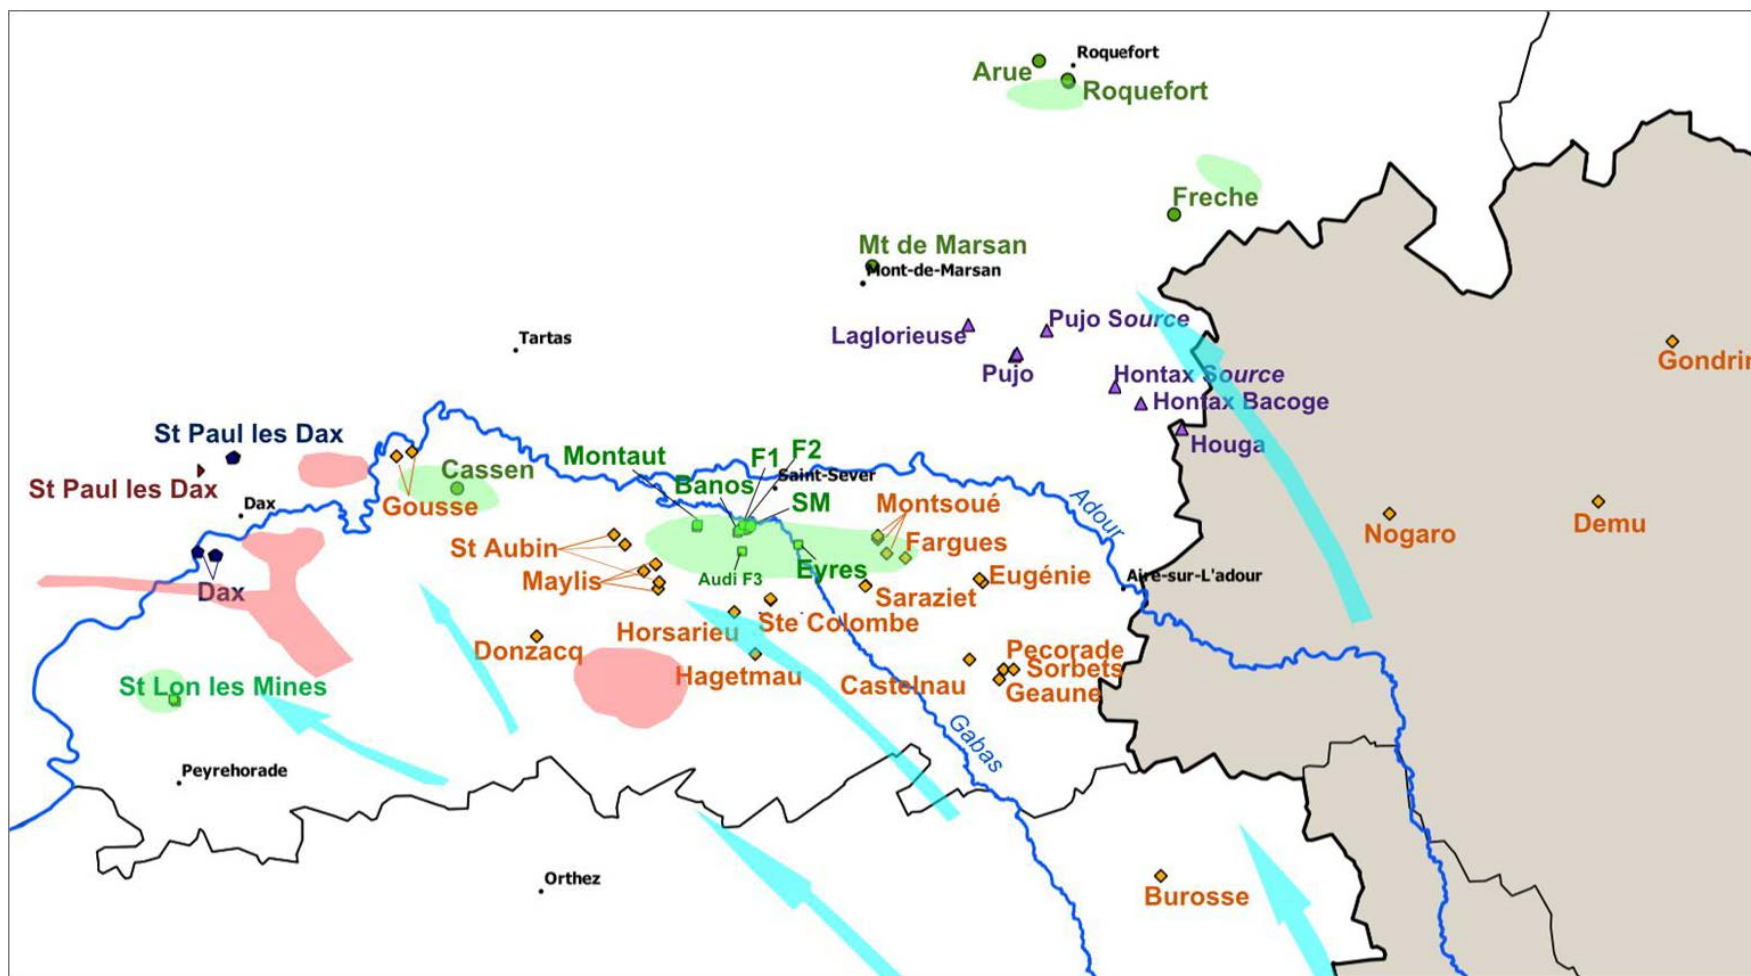 Roquefort
Arue
Roquefort
Freche
Mt de Marsan
Mont-de-Marsan
Pujo Source
Laglorieuse
Tartas
Pujo
Gondrin
Hontax Source
Hontax Bacoge
St Paul les Dax
Houga
F2
Montaut
F1
Cassen
Saint-Sever
St Paul les Dax
Banos
Dax
Gousse
SM
Montsoué
Adour
Demu
Nogaro
St Aubin
Fargues
Eyres
Maylis
Audi F3
Eugénie
Aire-sur-L'adour
Dax
Saraziet
Ste Colombe
Horsarieu
Donzacq
Pecorade
Sorbets
Hagetmau
Castelnau
Geaune
St Lon les Mines
Gabas
Peyrehorade
Orthez
Burosse